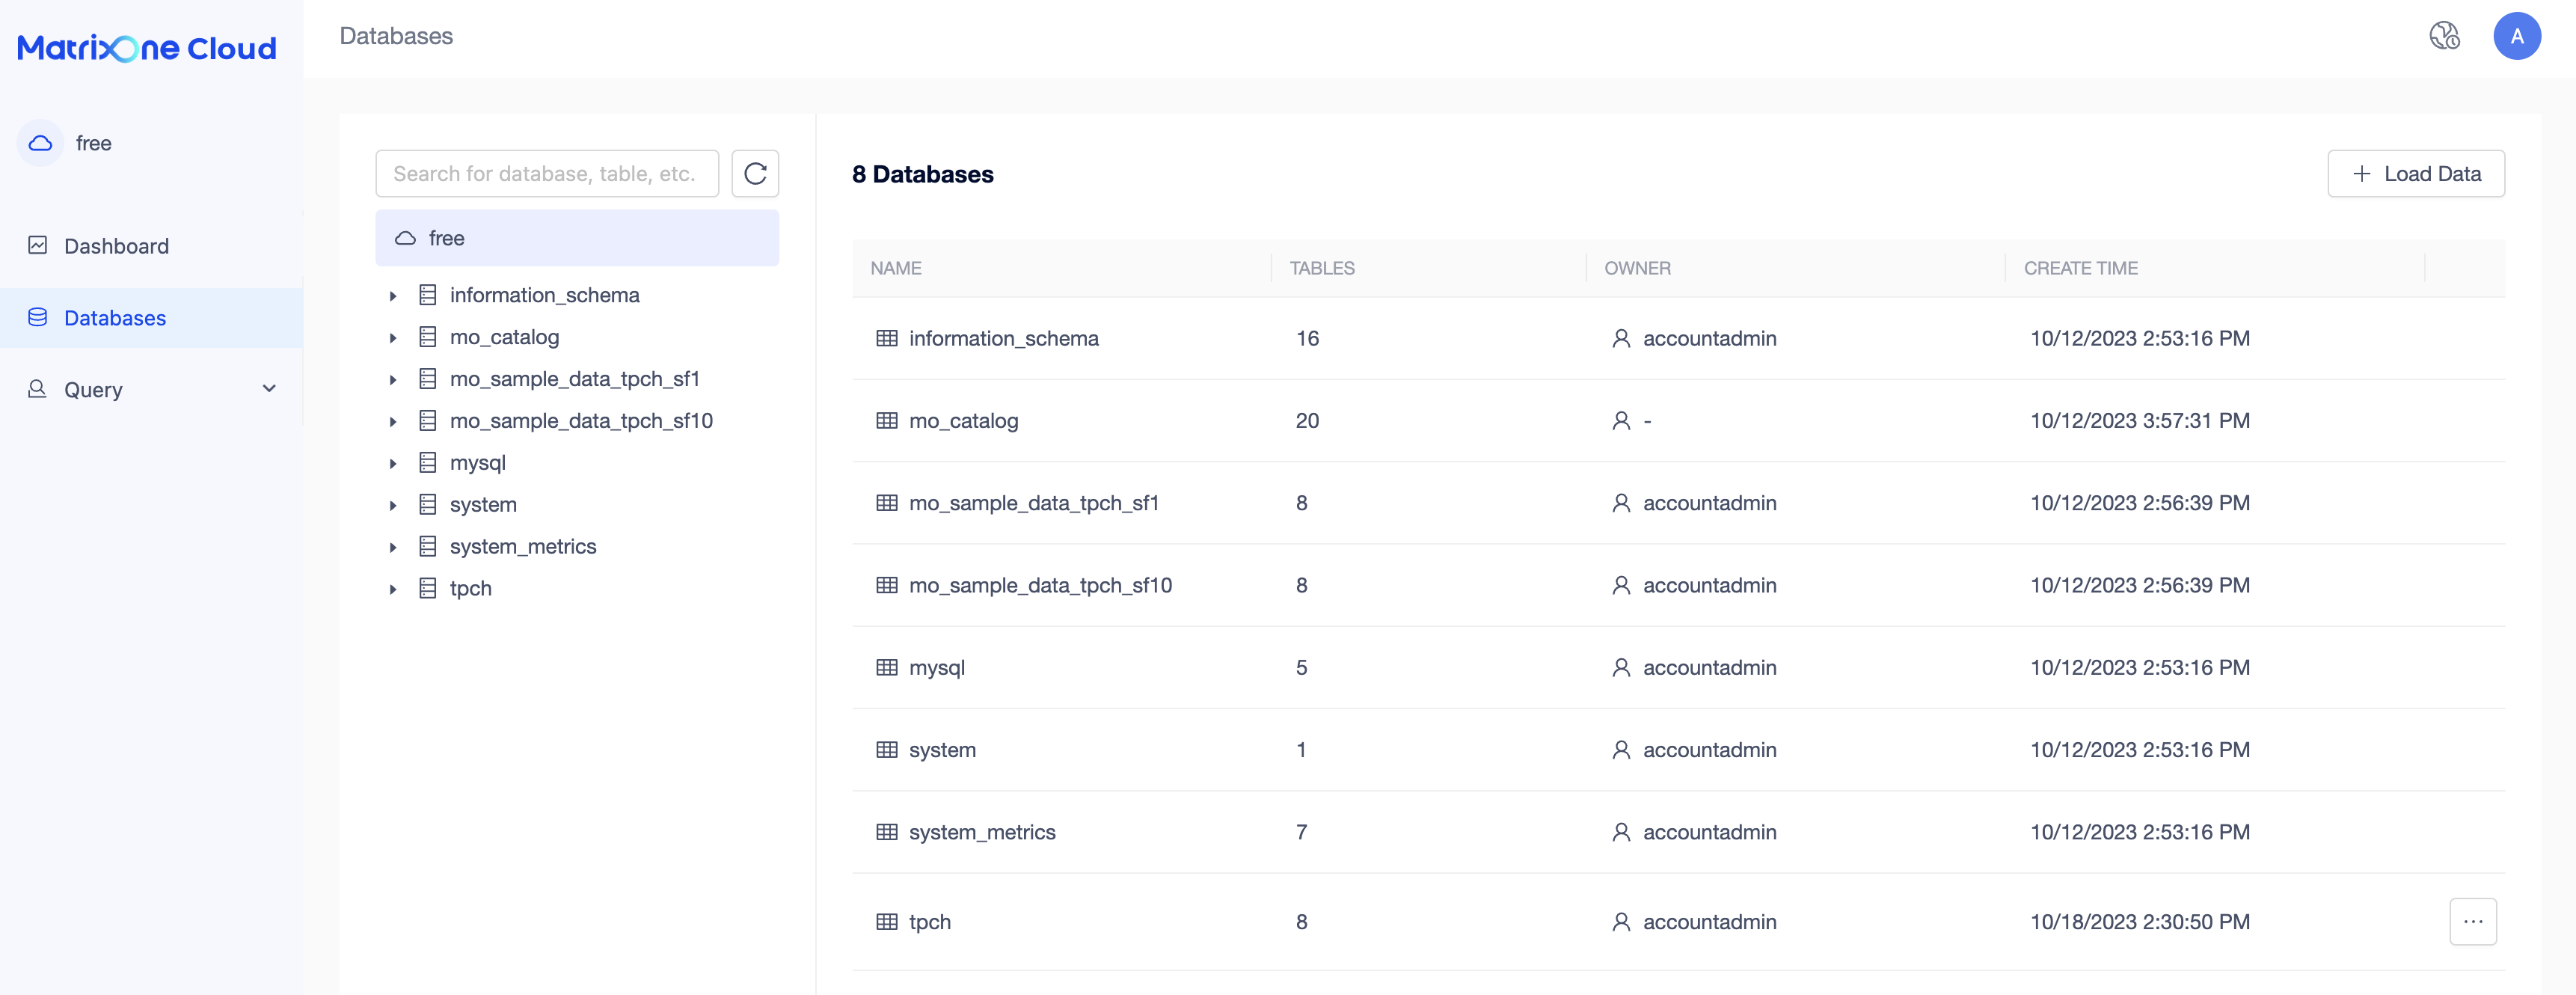 MatrixOne Cloud
free
Dashboard
Databases
Query
Databases
A
Search for database, table, etc.
free
information_schema
mo_catalog
mo_sample_data_tpch_sf1
mo_sample_data_tpch_sf10
mysql
system
system_metrics
tpch
8 Databases
+ Load Data
NAME TABLES OWNER CREATE TIME
information_schema 16 accountadmin 10/12/2023 2:53:16 PM
mo_catalog 20 - 10/12/2023 3:57:31 PM
mo_sample_data_tpch_sf1 8 accountadmin 10/12/2023 2:56:39 PM
mo_sample_data_tpch_sf10 8 accountadmin 10/12/2023 2:56:39 PM
mysql 5 accountadmin 10/12/2023 2:53:16 PM
system 1 accountadmin 10/12/2023 2:53:16 PM
system_metrics 7 accountadmin 10/12/2023 2:53:16 PM
tpch 8 accountadmin 10/18/2023 2:30:50 PM ...